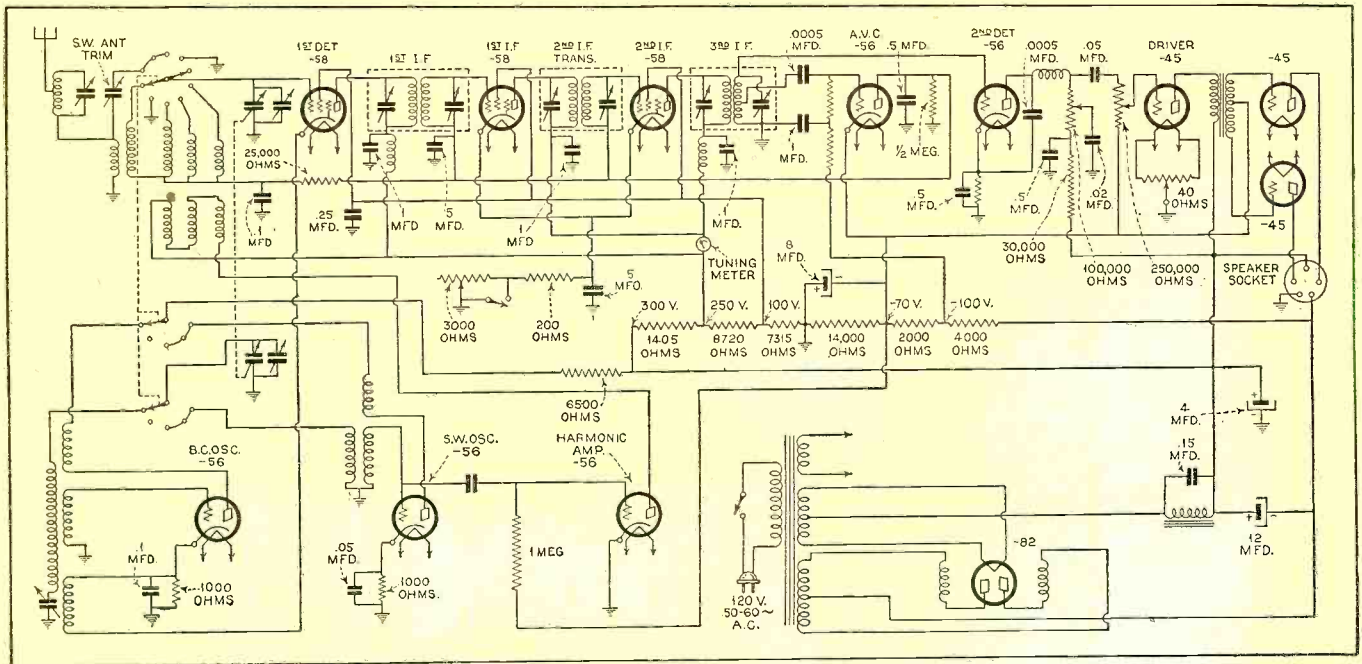 S.W. ANT
TRIM
1ST DET
-58
1ST I.F
1ST I.F
-58
2ND I.F.
TRANS.
2ND I.F.
-58
3RD I.F.
.0005
MFD.
A.V.C.
-56
.5 MFD.
2ND DET
-56
.0005
MFD.
.05
MFD.
DRIVER
-45
-45
25,000
OHMS
.1
MFD
.25
MFD.
.1
MFD
.5
MFD.
.1
MFD
.1
MFD.
.1
MFD.
1/2 MEG.
.5
MFD.
.5
MFD.
.02
MFD.
40
OHMS
-45
TUNING
METER
8
MFD.
30,000
OHMS
100,000
OHMS
250,000
OHMS
SPEAKER
SOCKET
3000
OHMS
200
OHMS
.5
MFD.
300 V.
250 V.
100 V.
-70 V.
-100 V.
1405
OHMS
8720
OHMS
7315
OHMS
14,000
OHMS
2000
OHMS
4000
OHMS
6500
OHMS
4
MFD.
B.C.OSC.
-56
S.W.OSC.
-56
HARMONIC
AMP.
-56
.15
MFD.
.1
MFD.
1000
OHMS
.05
MFD.
1000
OHMS.
1 MEG
120 V.
50-60~
A.C.
-82
12
MFD.